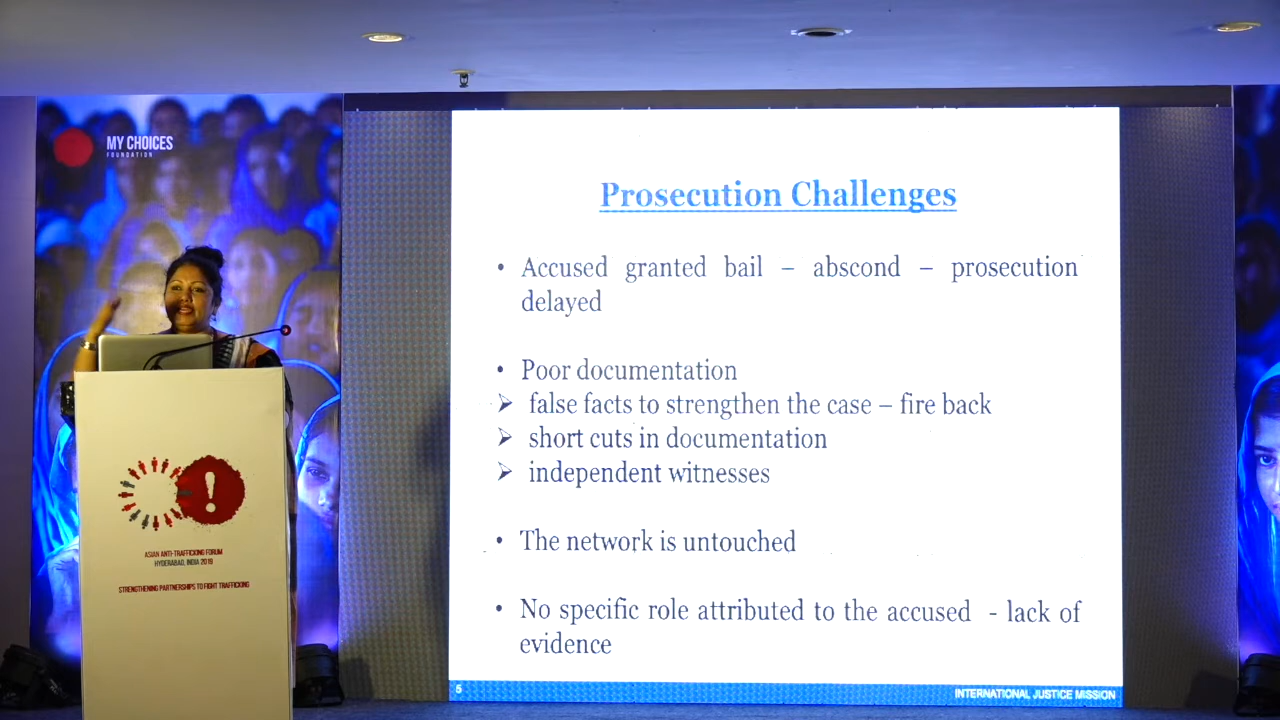 MY CHOICES
FOUNDATION
Prosecution Challenges
• Accused granted bail – abscond – prosecution
delayed
• Poor documentation
➢ false facts to strengthen the case – fire back
➢ short cuts in documentation
➢ independent witnesses
• The network is untouched
• No specific role attributed to the accused - lack of
evidence
5
INTERNATIONAL JUSTICE MISSION
!
ASIAN ANTI-TRAFFICKING FORUM
HYDERABAD, INDIA 2019
STRENGTHENING PARTNERSHIPS TO FIGHT TRAFFICKING